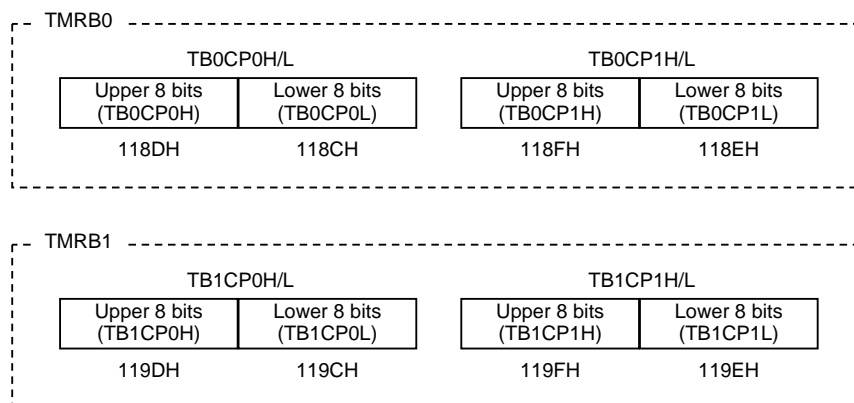 TMRB0
TB0CP0H/L TB0CP1H/L
Upper 8 bits Lower 8 bits Upper 8 bits Lower 8 bits
(TB0CP0H) (TB0CP0L) (TB0CP1H) (TB0CP1L)
118DH 118CH 118FH 118EH
TMRB1
TB1CP0H/L TB1CP1H/L
Upper 8 bits Lower 8 bits Upper 8 bits Lower 8 bits
(TB1CP0H) (TB1CP0L) (TB1CP1H) (TB1CP1L)
119DH 119CH 119FH 119EH